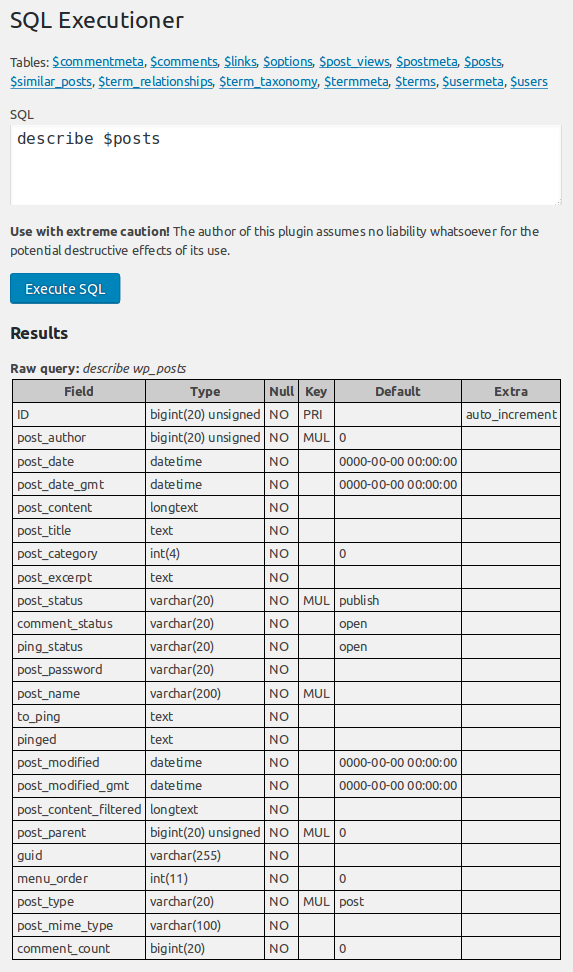 SQL Executioner
Tables: $commentmeta, $comments, $links, $options, $post_views, $postmeta, $posts,
$similar_posts, $term_relationships, $term_taxonomy, $termmeta, $terms, $usermeta, $users
SQL
describe $posts
Use with extreme caution! The author of this plugin assumes no liability whatsoever for the
potential destructive effects of its use.
Execute SQL
Results
Raw query: describe wp_posts
Field Type Null Key Default Extra
ID bigint(20) unsigned NO PRI auto_increment
post_author bigint(20) unsigned NO MUL 0
post_date datetime NO 0000-00-00 00:00:00
post_date_gmt datetime NO 0000-00-00 00:00:00
post_content longtext NO
post_title text NO
post_category int(4) NO 0
post_excerpt text NO
post_status varchar(20) NO MUL publish
comment_status varchar(20) NO open
ping_status varchar(20) NO open
post_password varchar(20) NO
post_name varchar(200) NO MUL
to_ping text NO
pinged text NO
post_modified datetime NO 0000-00-00 00:00:00
post_modified_gmt datetime NO 0000-00-00 00:00:00
post_content_filtered longtext NO
post_parent bigint(20) unsigned NO MUL 0
guid varchar(255) NO
menu_order int(11) NO 0
post_type varchar(20) NO MUL post
post_mime_type varchar(100) NO
comment_count bigint(20) NO 0